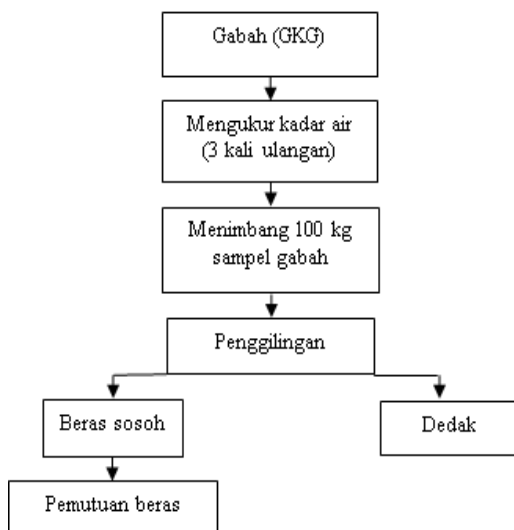 Gabah (GKG)
Mengukur kadar air
(3 kali ulangan)
Menimbang 100 kg
sampel gabah
Penggilingan
Beras sosoh
Dedak
Pemutuan beras